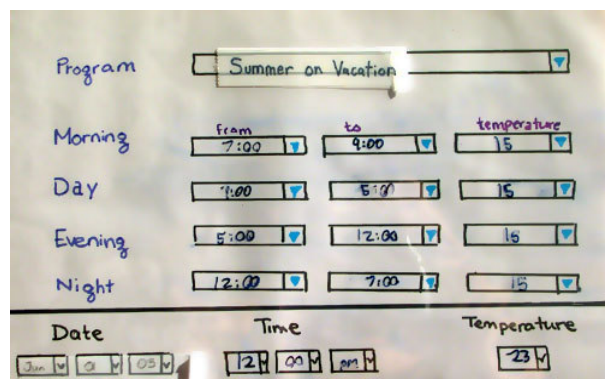 Program Summer on Vacation
from to temperature
Morning 7:00 9:00 15
Day 9:00 5:00 15
Evening 5:00 12:00 15
Night 12:00 7:00 15
Date Time Temperature
Jun 05 12 00 pm 23